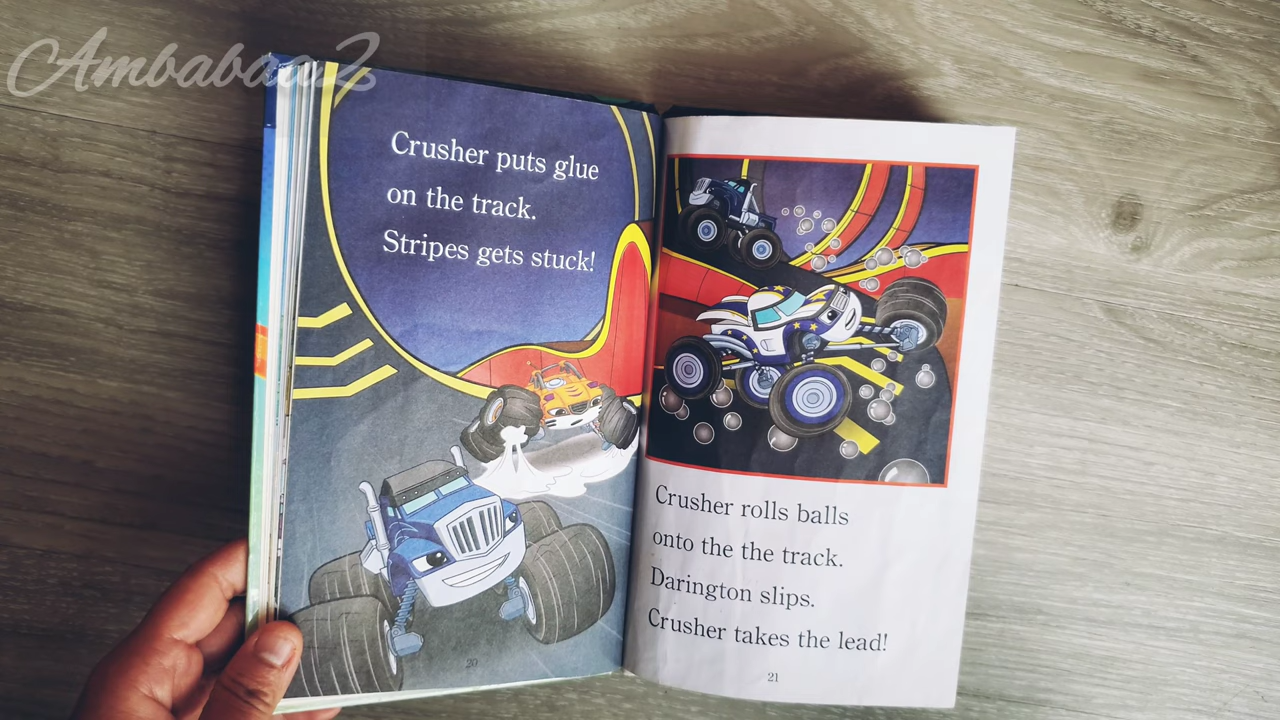 Ambabaa2
Crusher puts glue
on the track.
Stripes gets stuck!
20
Crusher rolls balls
onto the the track.
Darington slips.
Crusher takes the lead!
21